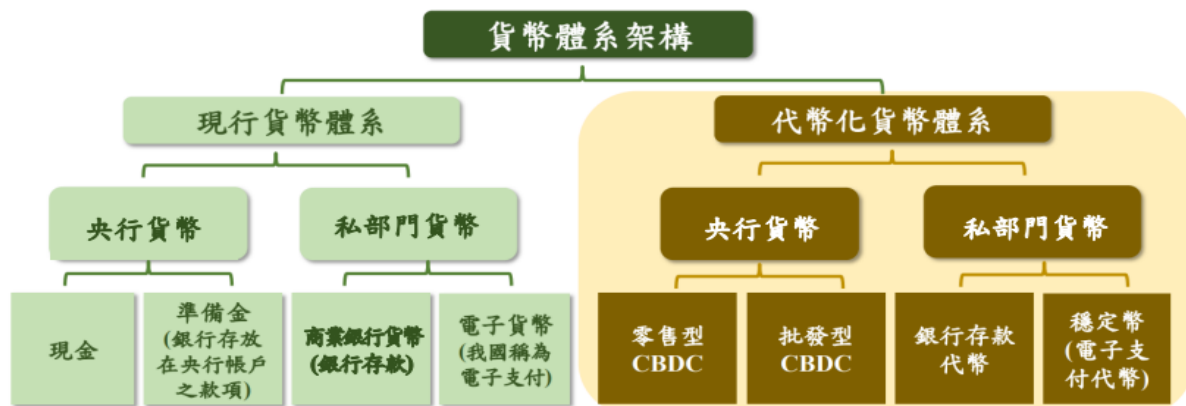 貨幣體系架構
現行貨幣體系
代幣化貨幣體系
央行貨幣
私部門貨幣
央行貨幣
私部門貨幣
現金
準備金
(銀行存放
在央行帳戶
之款項)
商業銀行貨幣
(銀行存款)
電子貨幣
(我國稱為
電子支付)
零售型
CBDC
批發型
CBDC
銀行存款
代幣
穩定幣
(電子支
付代幣)